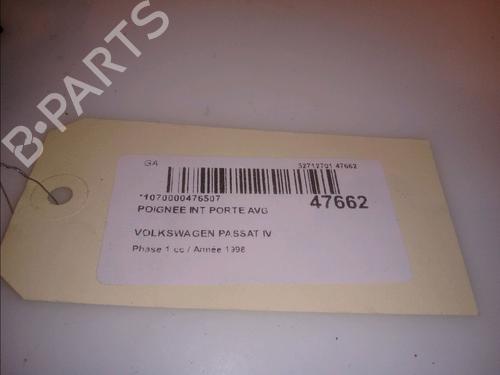 B-PARTS
GA
32712701 47662
*1070000476507
47662
POIGNEE INT PORTE AVG
VOLKSWAGEN PASSAT IV
Phase 1 cc / Année 1998